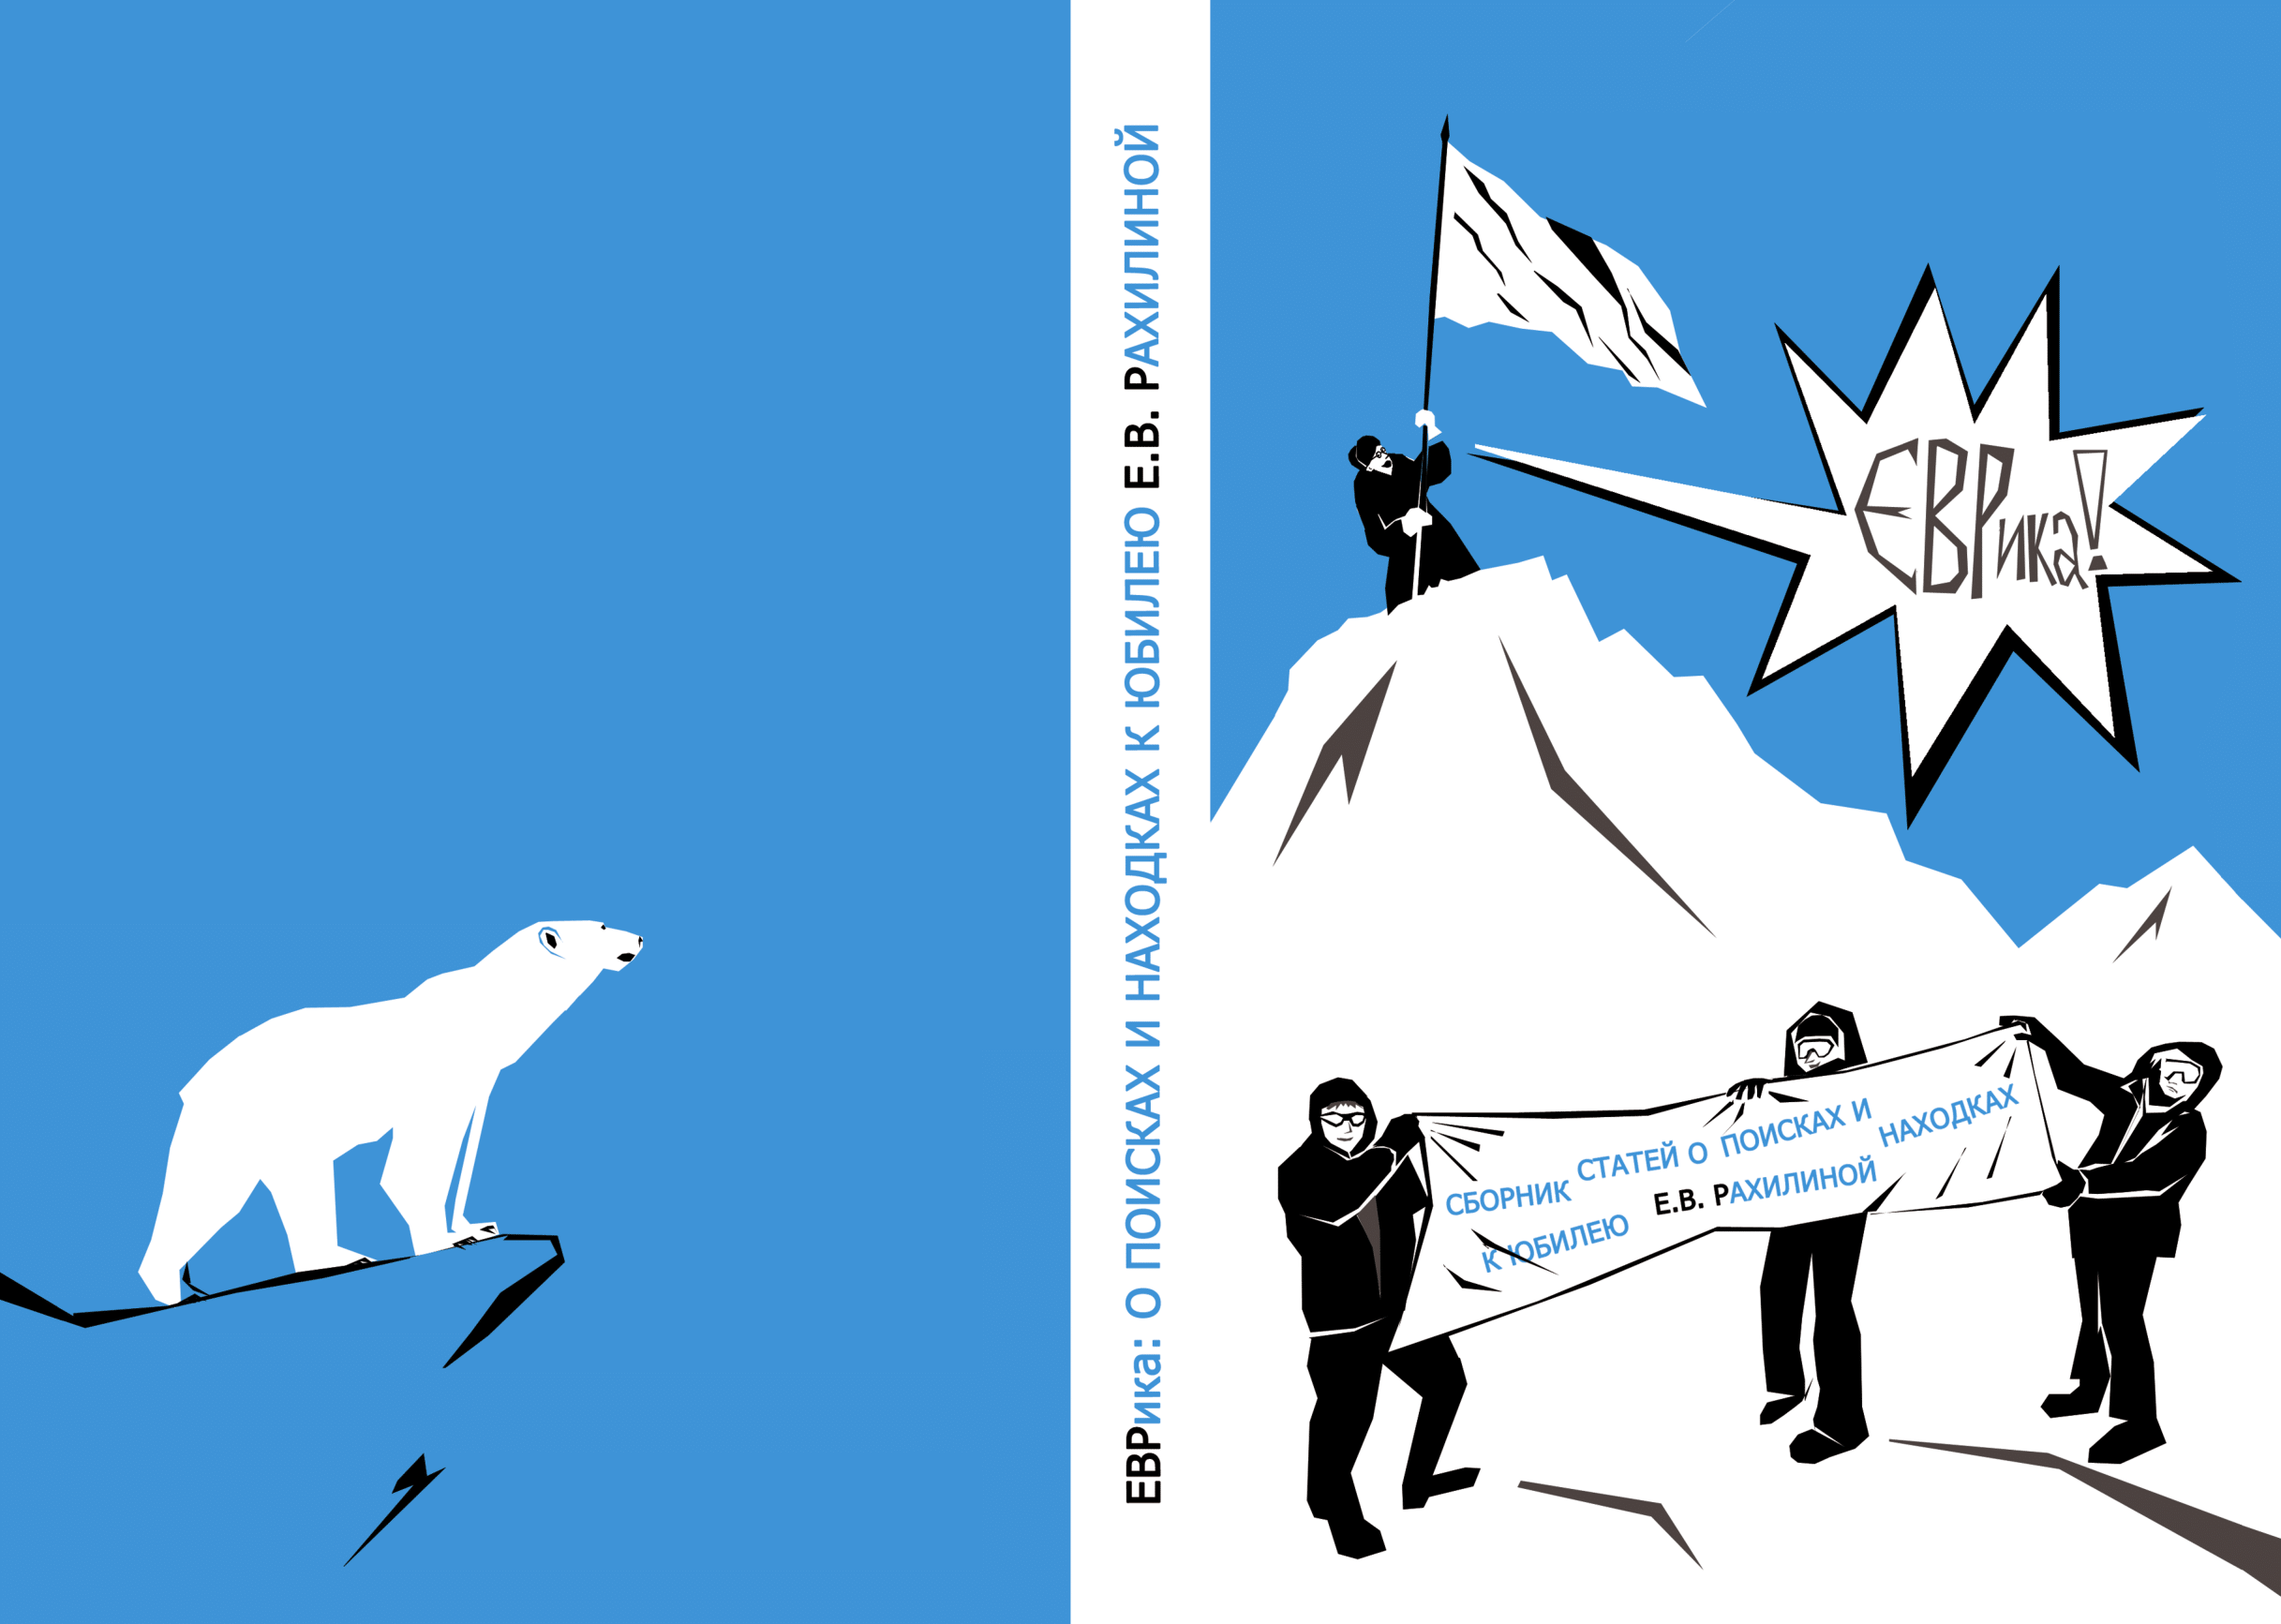 ЕВРика: О ПОИСКАХ И НАХОДКАХ К ЮБИЛЕЮ Е.В. РАХИЛИНОЙ
ЕВРика!
СБОРНИК СТАТЕЙ О ПОИСКАХ И НАХОДКАХ
К ЮБИЛЕЮ Е.В. РАХИЛИНОЙ